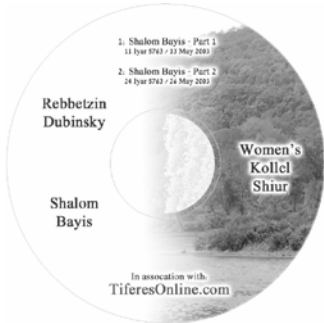 1: Shalom Bayis - Part 1
11 Iyar 5763 / 13 May 2003
2: Shalom Bayis - Part 2
24 Iyar 5763 / 26 May 2003
Rebbetzin
Dubinsky
Women's
Kollel
Shiur
Shalom
Bayis
In assocation with:
TiferesOnline.com